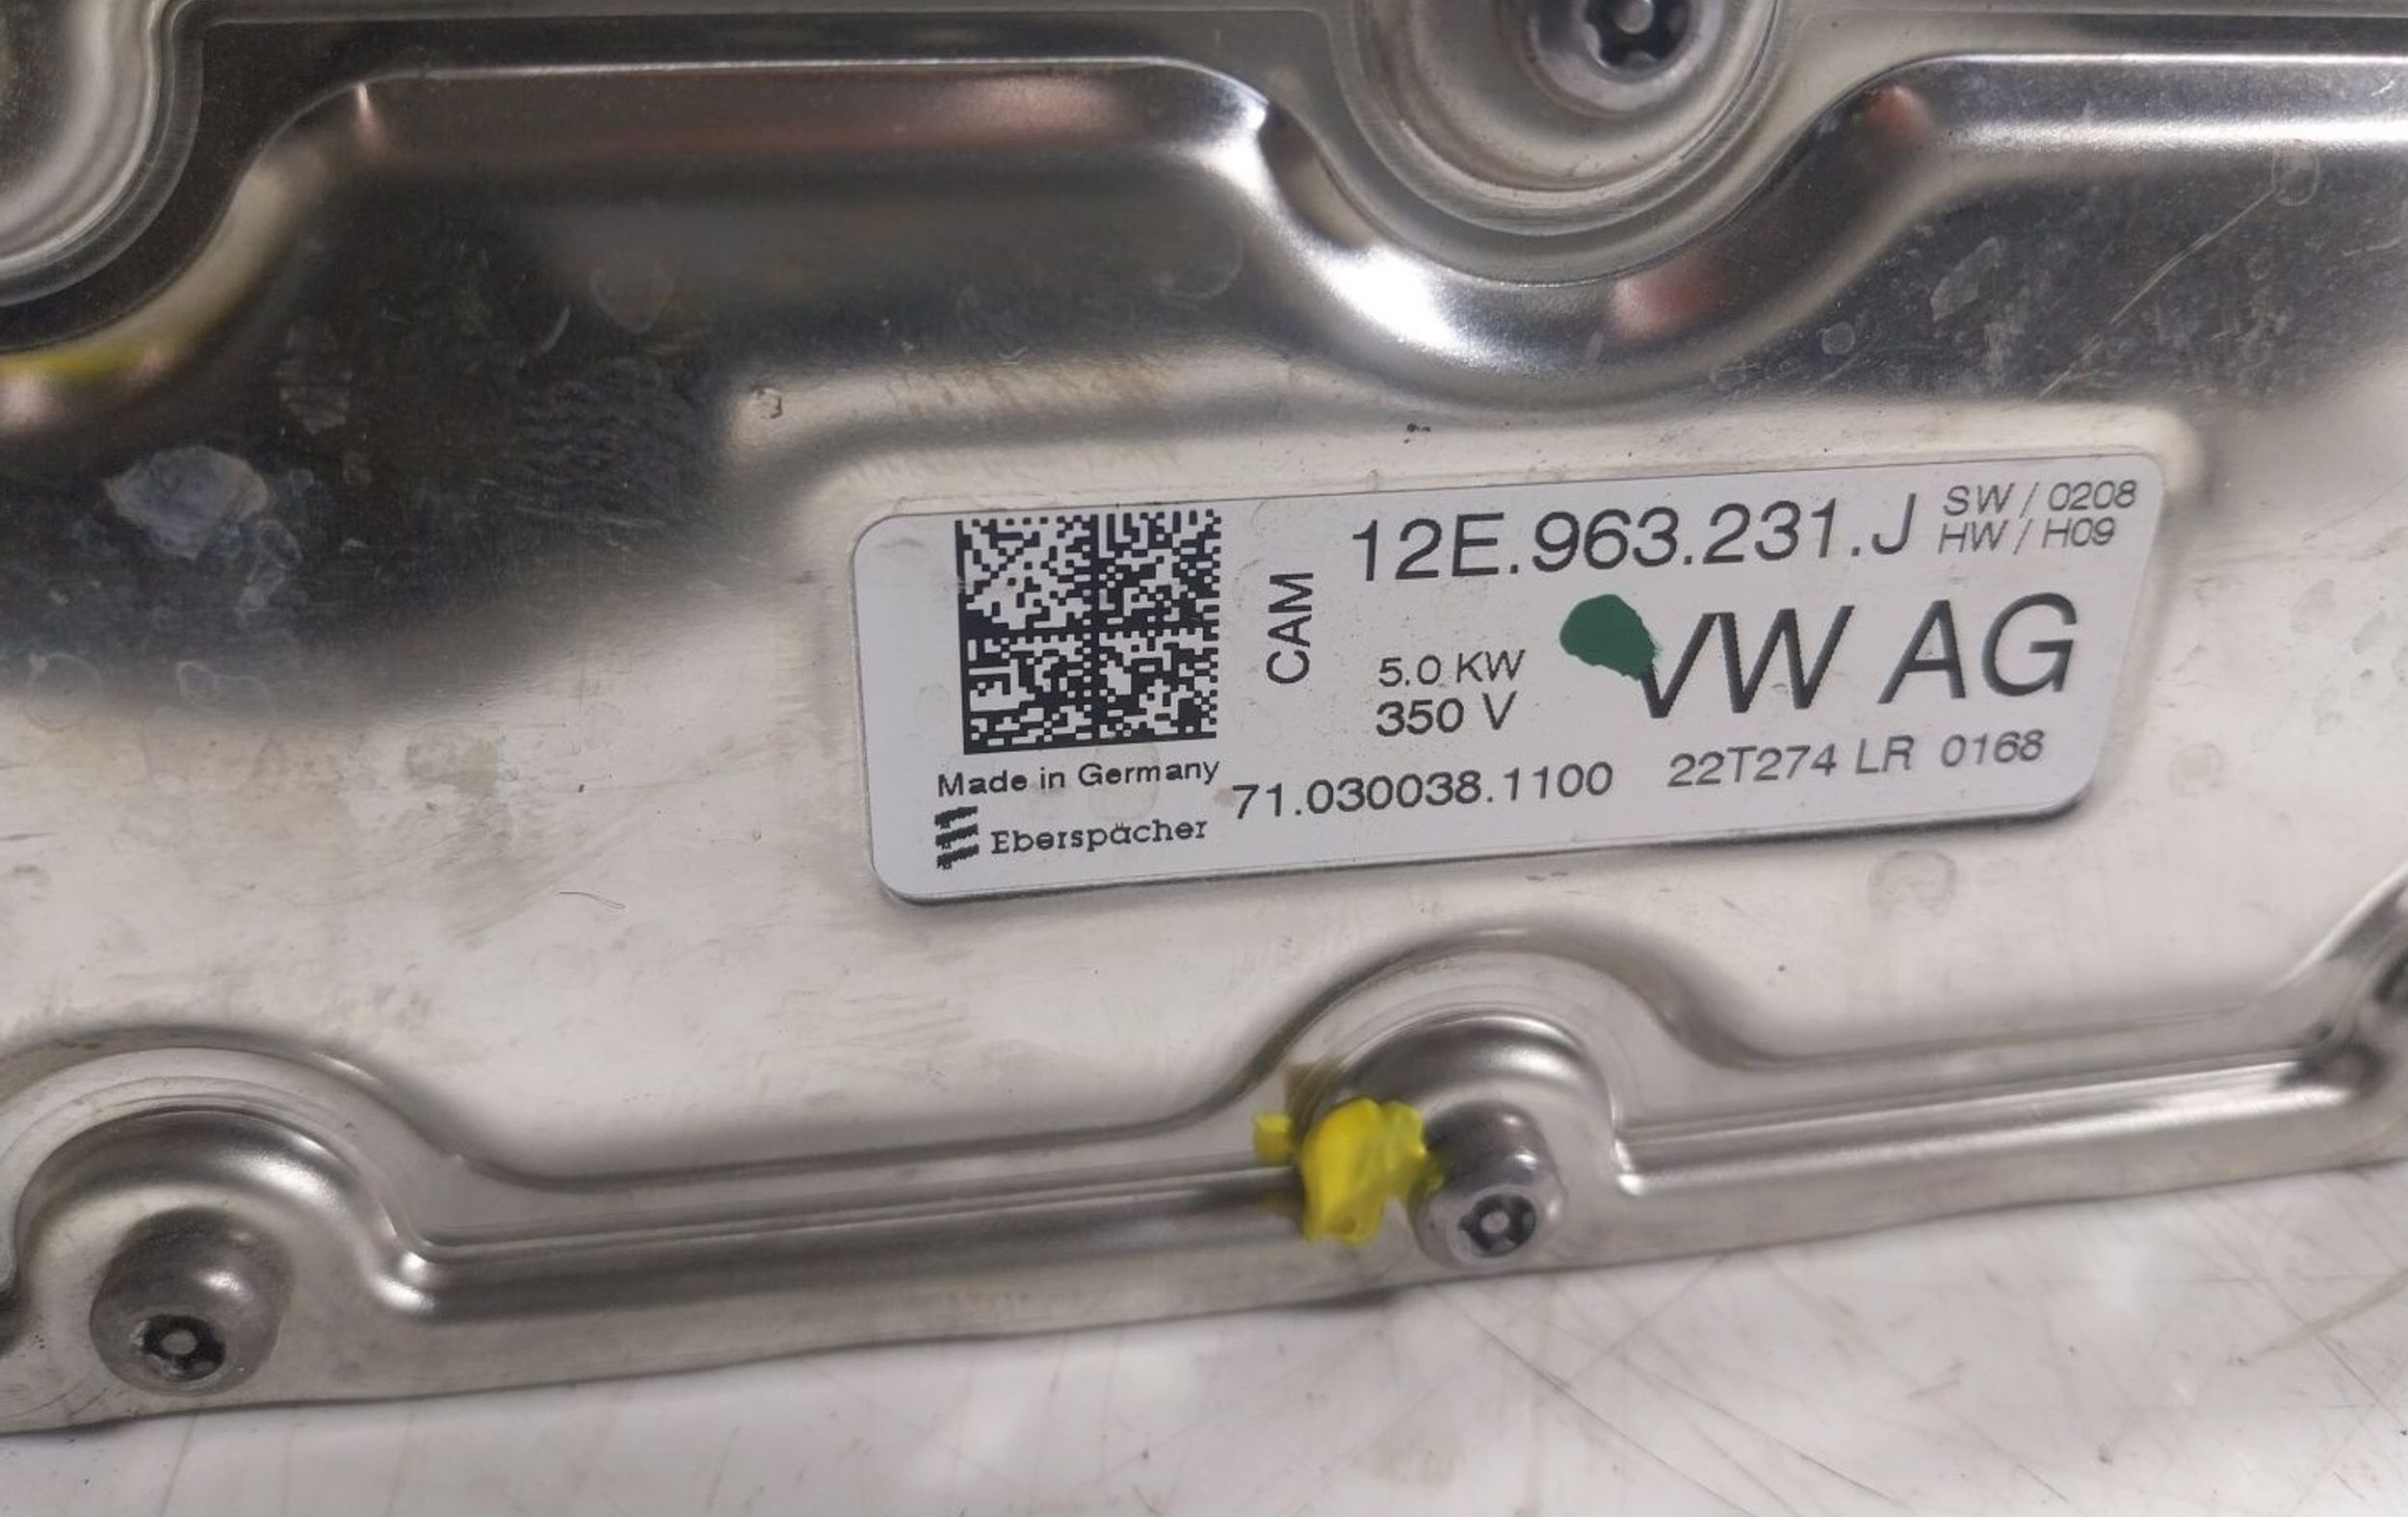 12E.963.231.J
SW / 0208
HW / H09
CAM
5.0 KW
350 V
VW AG
Made in Germany
71.030038.1100
22T274 LR 0168
Eberspächer